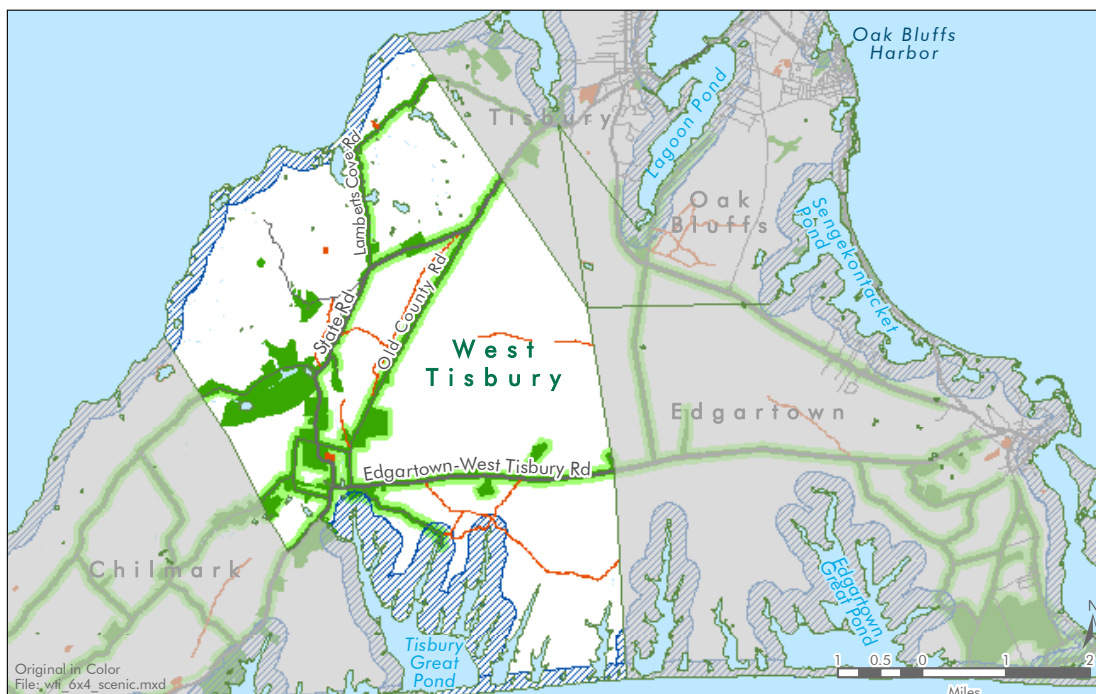 Oak Bluffs
Harbor
Tisbury
Lagoon Pond
Lamberts Cove Rd
Oak
Bluffs
Sengekontacket
Pond
State Rd
Old County Rd
West
Tisbury
Edgartown
Edgartown-West Tisbury Rd
Chilmark
Edgartown
Great Pond
Tisbury
Great
Pond
N
Original in Color
File: wti_6x4_scenic.mxd
1 0.5 0 1 2
Miles